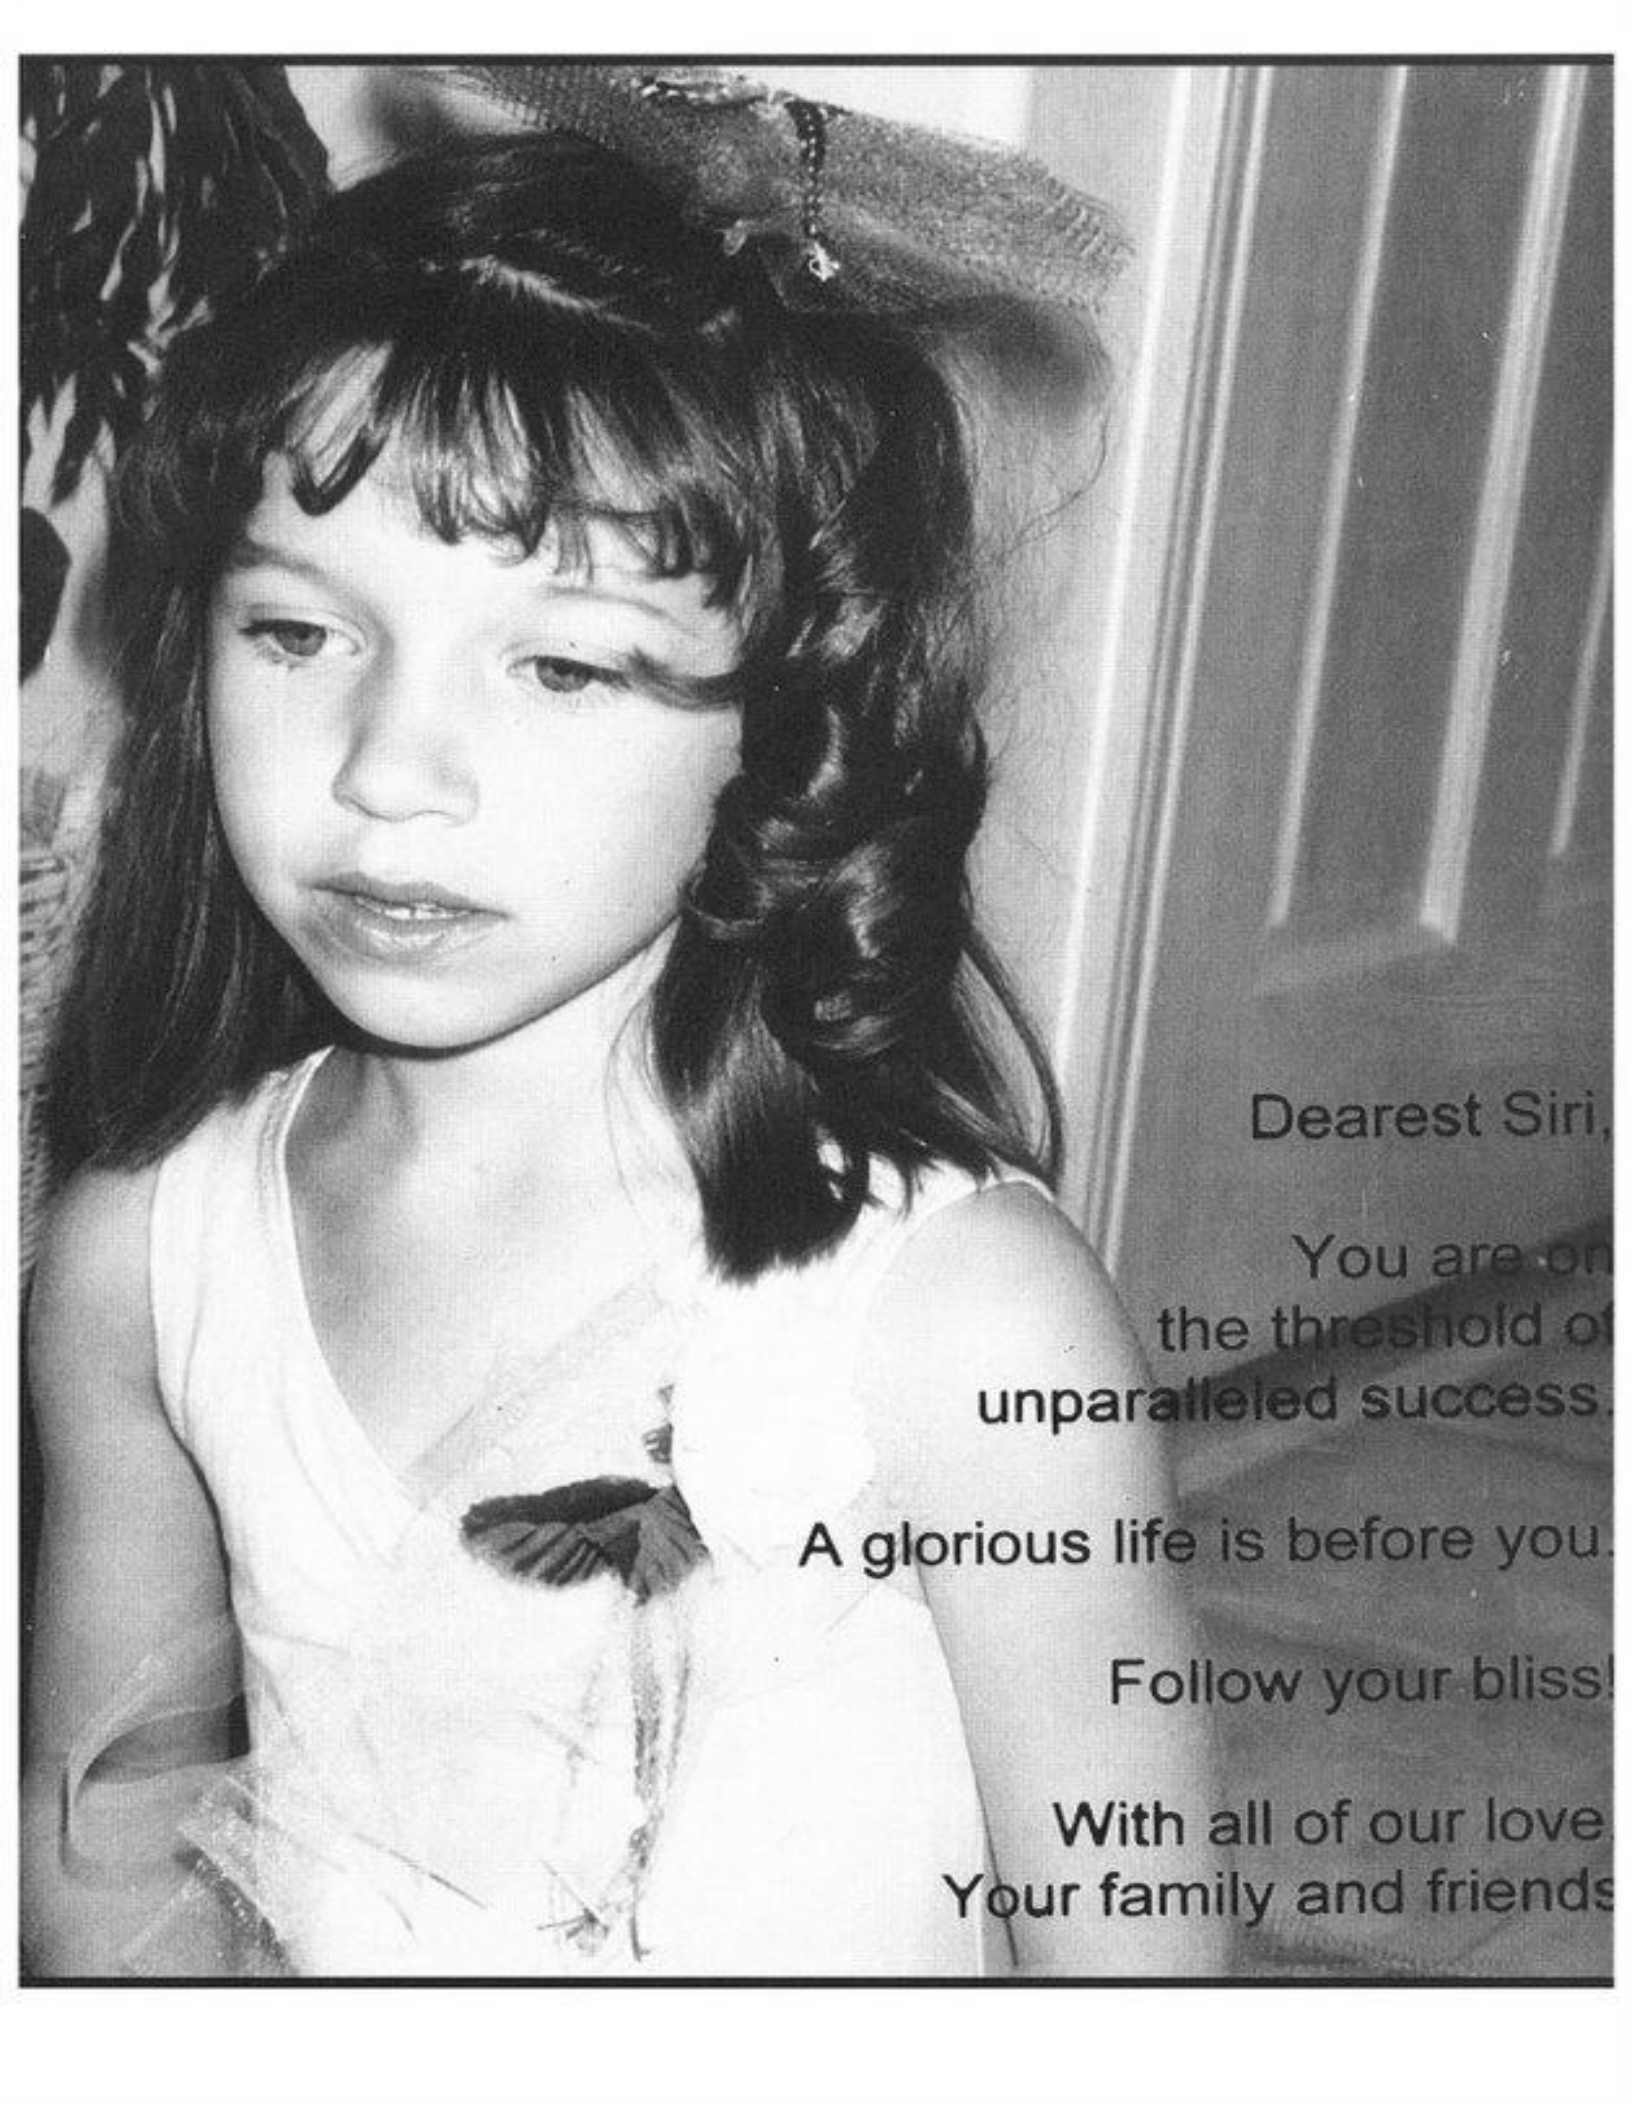 Dearest Siri,
You are on
the threshold of
unparalleled success.
A glorious life is before you.
Follow your bliss!
With all of our love
Your family and friends